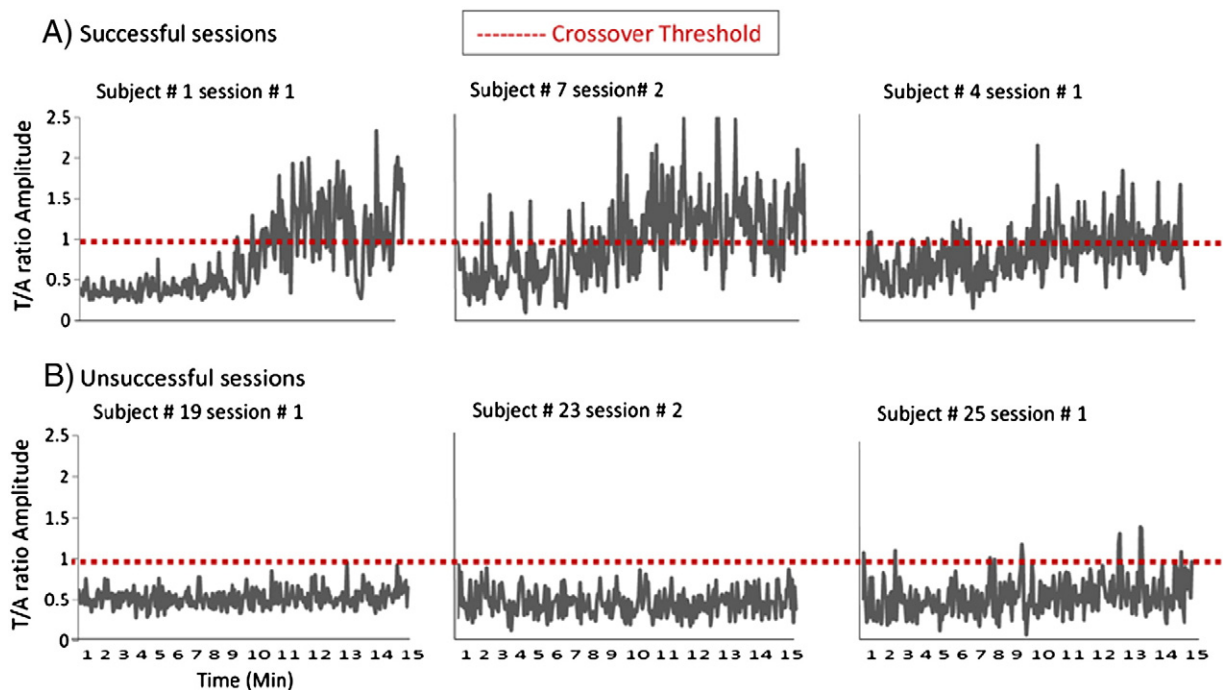 A) Successful sessions
--------- Crossover Threshold
Subject # 1 session # 1
Subject # 7 session# 2
Subject # 4 session # 1
T/A ratio Amplitude
2.5
2
1.5
1
0.5
0
B) Unsuccessful sessions
Subject # 19 session # 1
Subject # 23 session # 2
Subject # 25 session # 1
T/A ratio Amplitude
2.5
2
1.5
1
0.5
0
1 2 3 4 5 6 7 8 9 10 11 12 13 14 15
1 2 3 4 5 6 7 8 9 10 11 12 13 14 15
1 2 3 4 5 6 7 8 9 10 11 12 13 14 15
Time (Min)